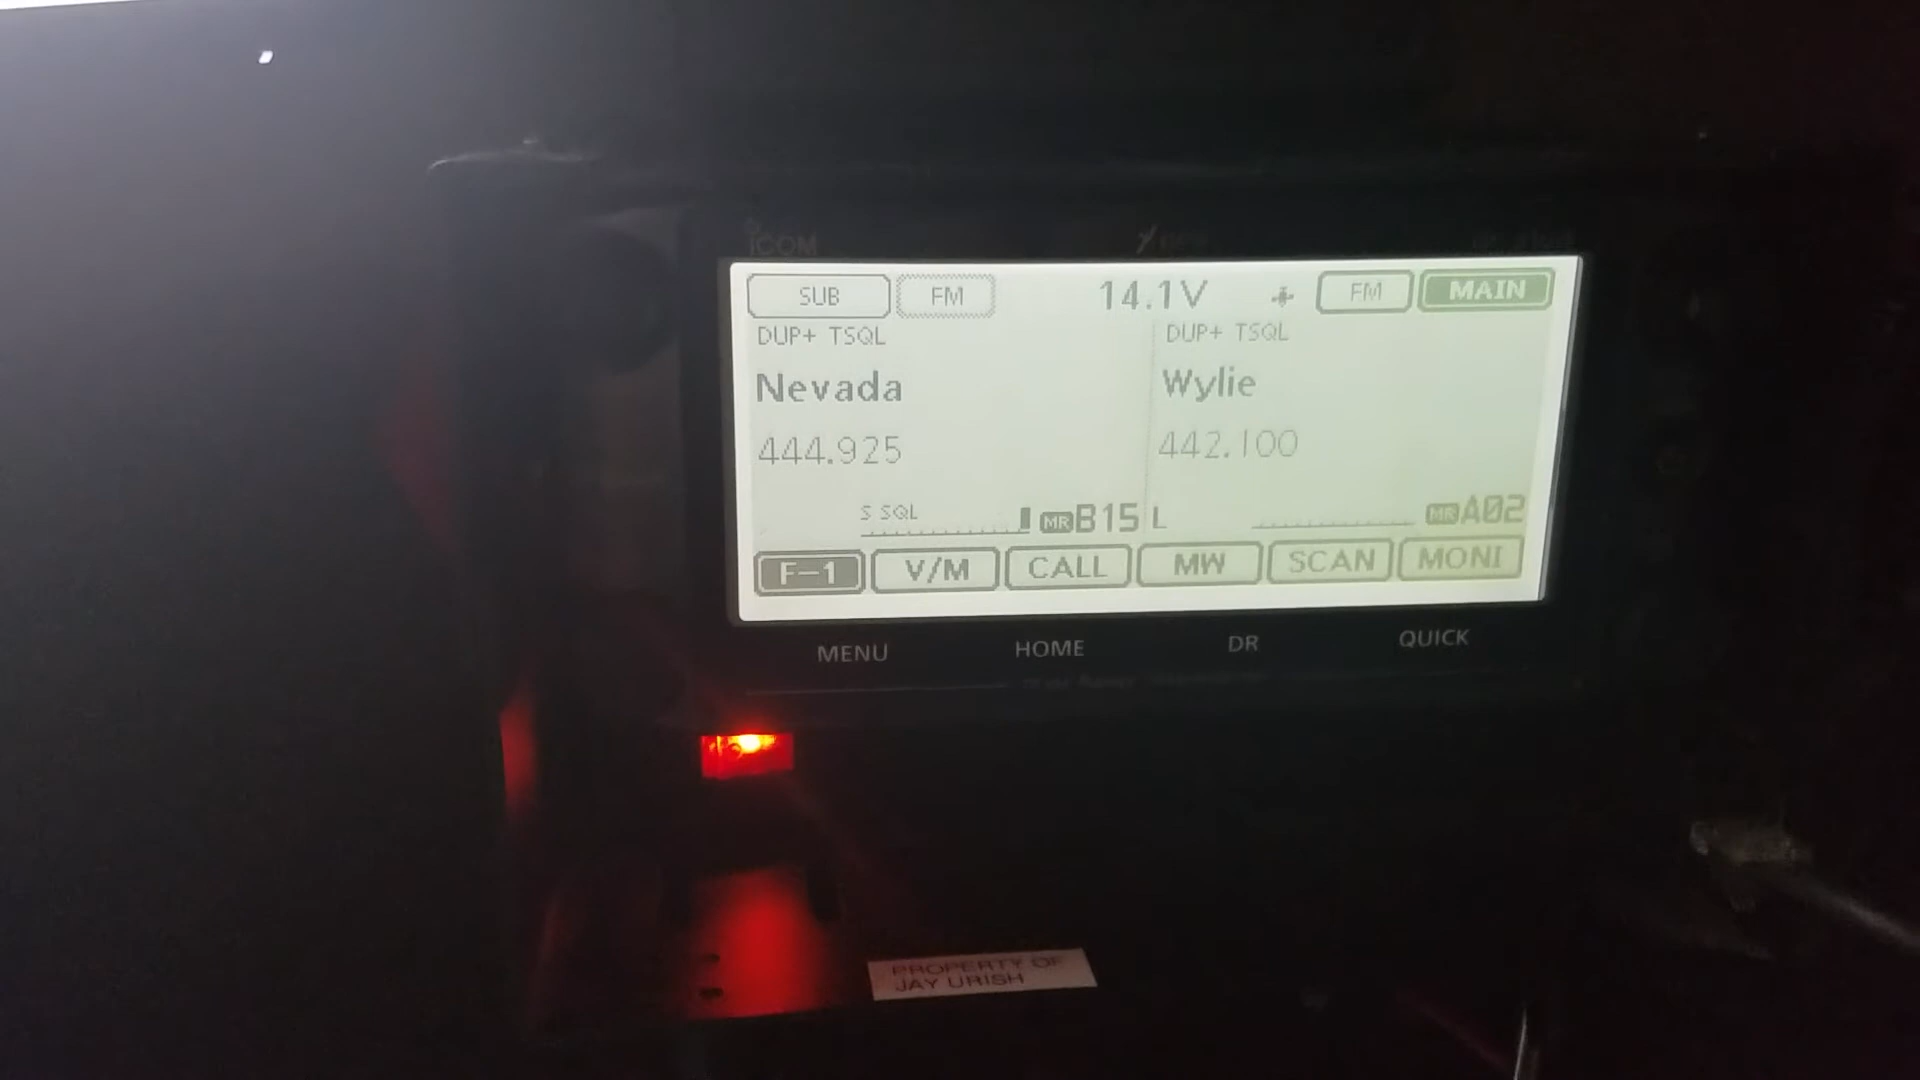 ICOM
SUB FM 14.1V FM MAIN
DUP+ TSQL DUP+ TSQL
Nevada Wylie
444.925 442.100
S SQL MR B15 L MR A02
F-1 V/M CALL MW SCAN MONI
MENU HOME DR QUICK
PROPERTY OF
JAY URISH